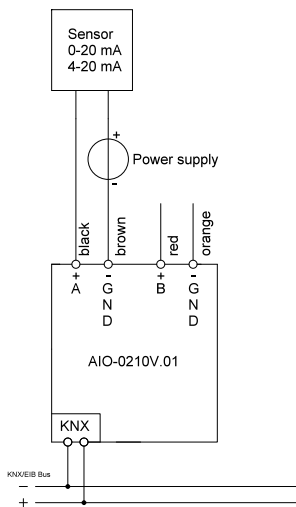 Sensor
0-20 mA
4-20 mA
+
Power supply
-
black
brown
red
orange
+
A
-
G
N
D
+
B
-
G
N
D
AIO-0210V.01
KNX
KNX/EIB Bus
−
+